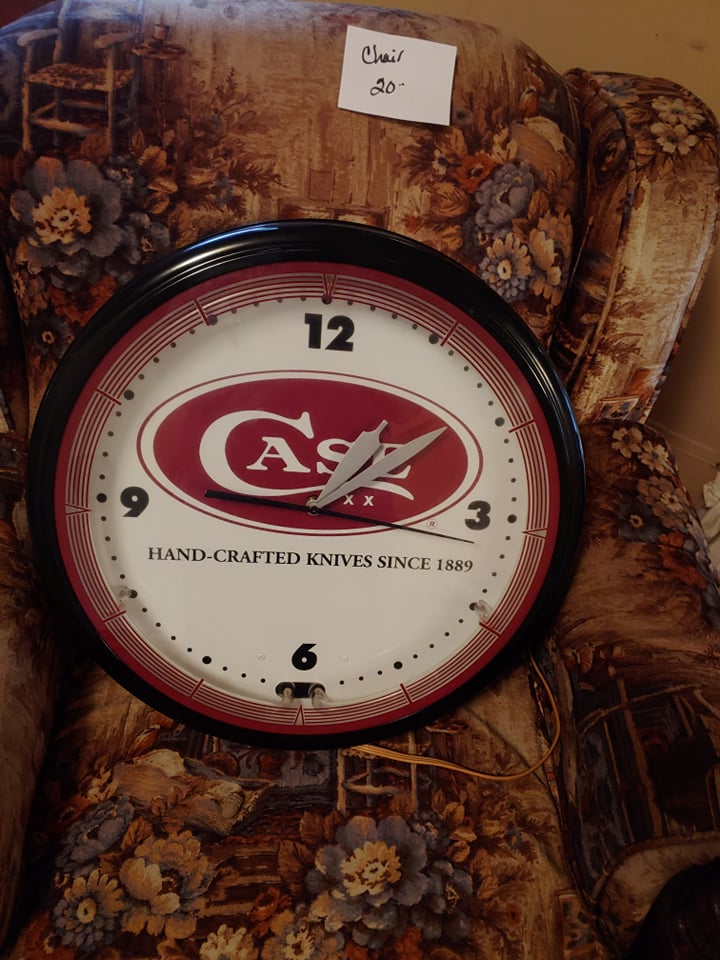 Chair
20-
12
CASE
XX
®
9
3
HAND-CRAFTED KNIVES SINCE 1889
6